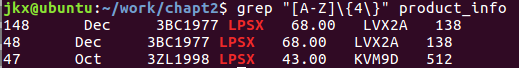 jkx@ubuntu:~/work/chapt2$ grep "[A-Z]\{4\}" product_info
148 Dec 3BC1977 LPSX 68.00 LVX2A 138
48 Dec 3BC1977 LPSX 68.00 LVX2A 138
47 Oct 3ZL1998 LPSX 43.00 KVM9D 512